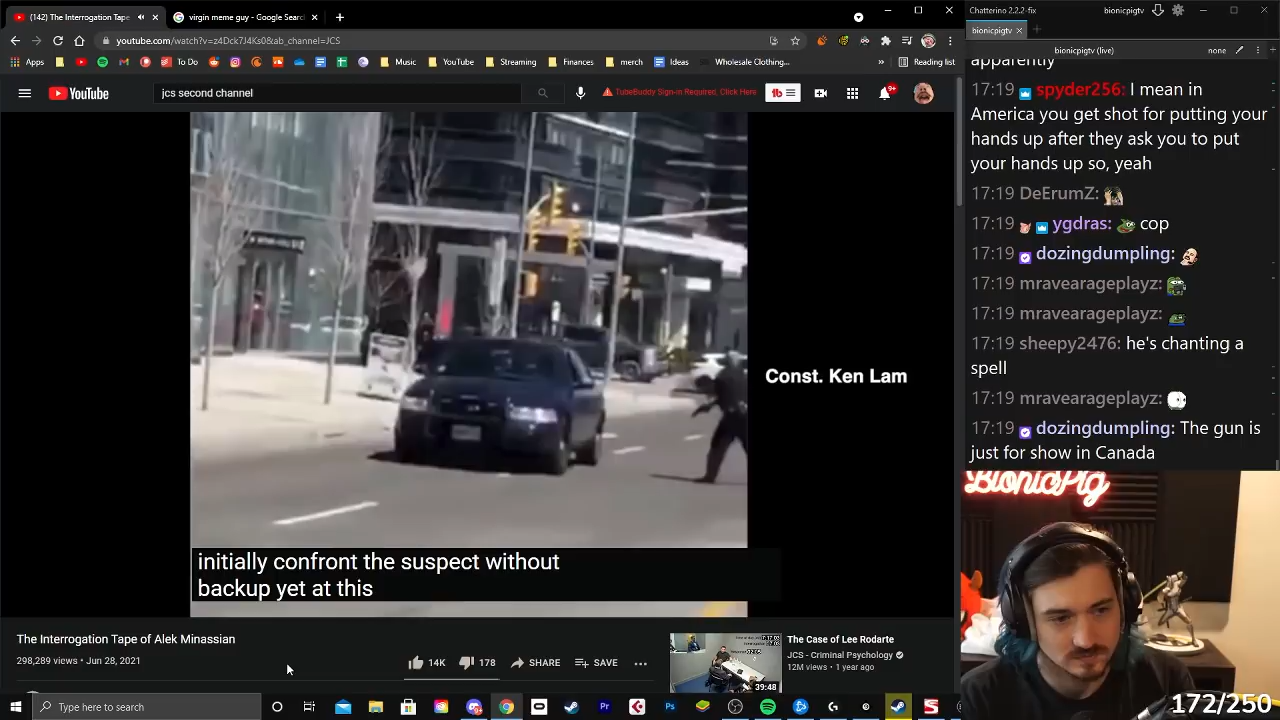 (142) The Interrogation Tape
virgin meme guy - Google Searc
youtube.com/watch?v=z4Dck7J4Ks0&ab_channel=JCS
Apps
To Do
Music
YouTube
Streaming
Finances
merch
Ideas
Wholesale Clothing...
Reading list
YouTube
jcs second channel
TubeBuddy Sign-in Required, Click Here
9+
Const. Ken Lam
initially confront the suspect without
backup yet at this
The Interrogation Tape of Alek Minassian
298,289 views • Jun 28, 2021
14K
178
SHARE
SAVE
39:48
The Case of Lee Rodarte
JCS - Criminal Psychology
12M views • 1 year ago
Type here to search
Chatterino 2.2.2-fix
bionicpigtv
bionicpigtv
bionicpigtv (live)
none
apparently
17:19 spyder256: I mean in
America you get shot for putting your
hands up after they ask you to put
your hands up so, yeah
17:19 DeErumZ:
17:19 ygdras: cop
17:19 dozingdumpling:
17:19 mravearageplayz:
17:19 mravearageplayz:
17:19 sheepy2476: he's chanting a
spell
17:19 mravearageplayz:
17:19 dozingdumpling: The gun is
just for show in Canada
BionicPig
172/250